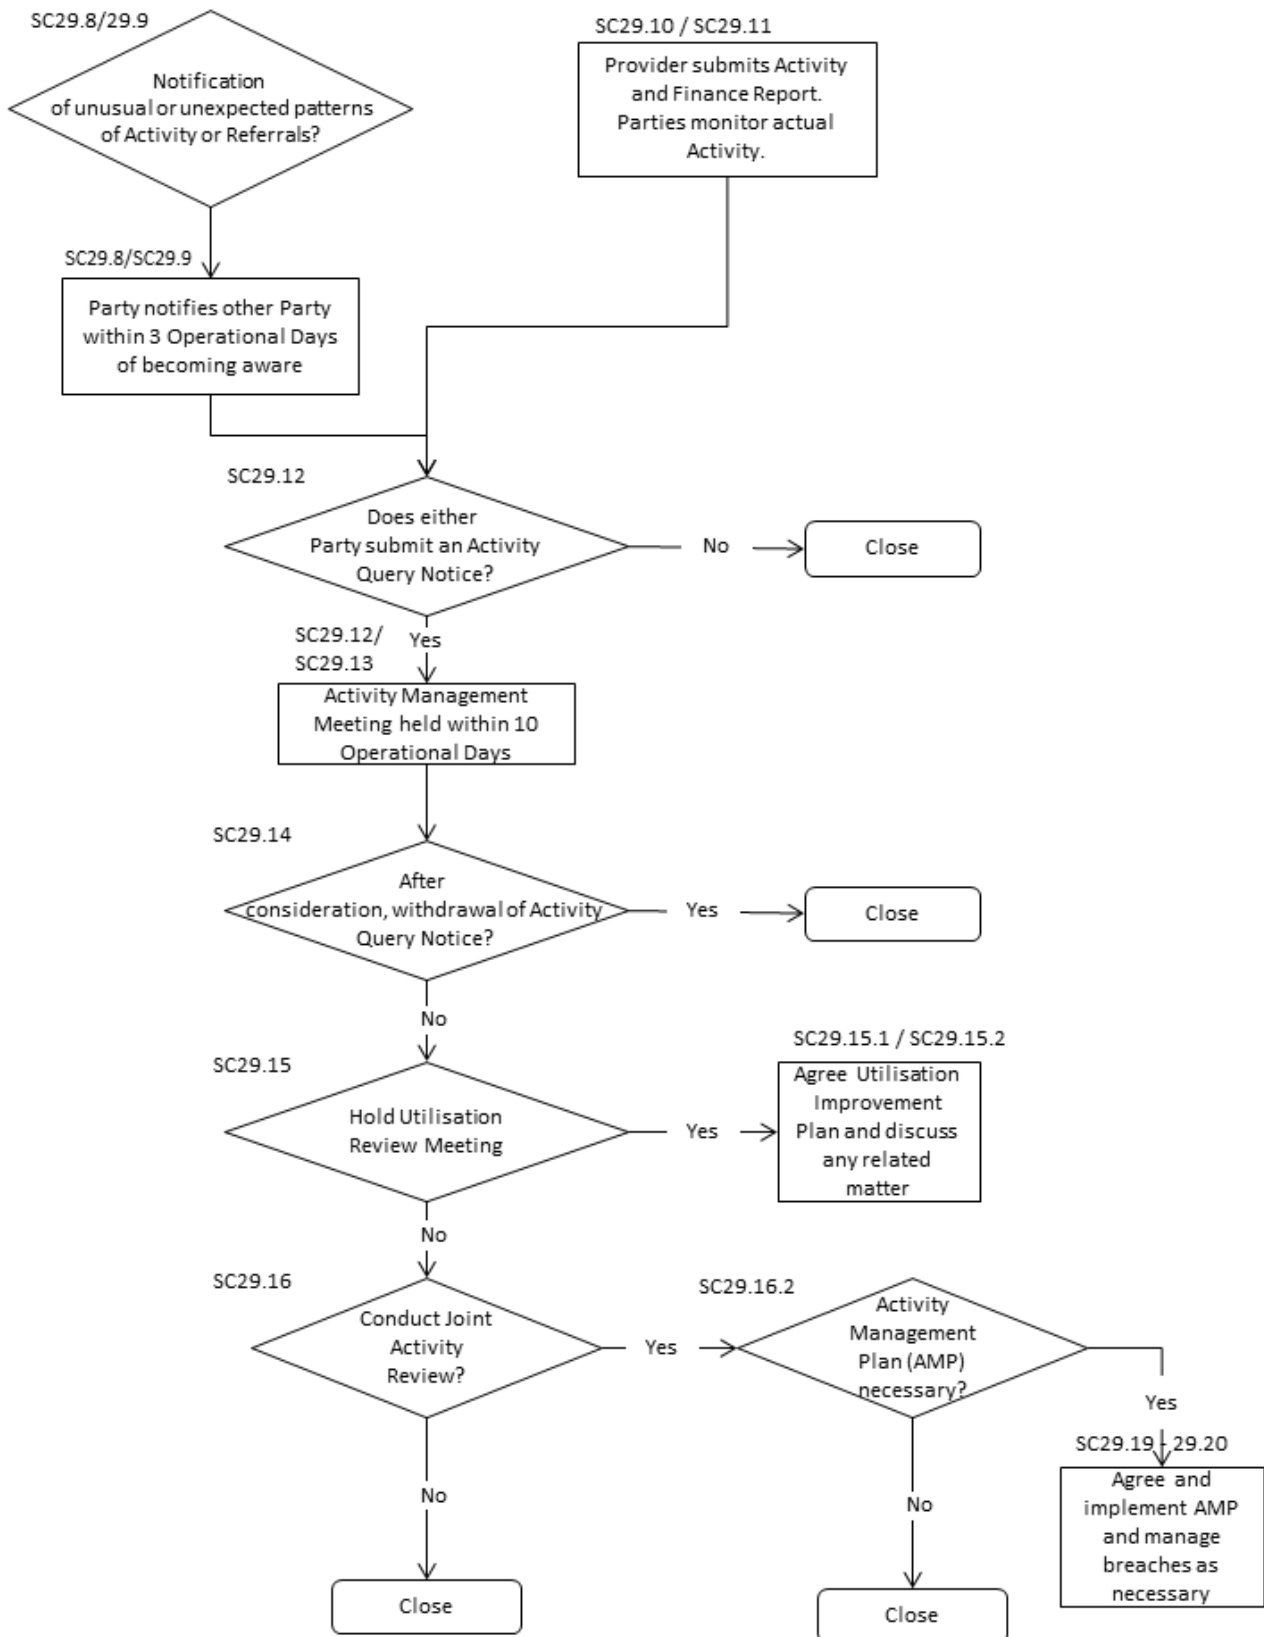 SC29.8/29.9
Notification
of unusual or unexpected patterns
of Activity or Referrals?
SC29.10 / SC29.11
Provider submits Activity
and Finance Report.
Parties monitor actual
Activity.
SC29.8/SC29.9
Party notifies other Party
within 3 Operational Days
of becoming aware
SC29.12
Does either
Party submit an Activity
Query Notice?
No
Close
SC29.12/
SC29.13
Yes
Activity Management
Meeting held within 10
Operational Days
SC29.14
After
consideration, withdrawal of Activity
Query Notice?
Yes
Close
No
SC29.15
Hold Utilisation
Review Meeting
Yes
SC29.15.1 / SC29.15.2
Agree Utilisation
Improvement
Plan and discuss
any related
matter
No
SC29.16
Conduct Joint
Activity
Review?
Yes
SC29.16.2
Activity
Management
Plan (AMP)
necessary?
Yes
SC29.19 - 29.20
Agree and
implement AMP
and manage
breaches as
necessary
No
Close
No
Close